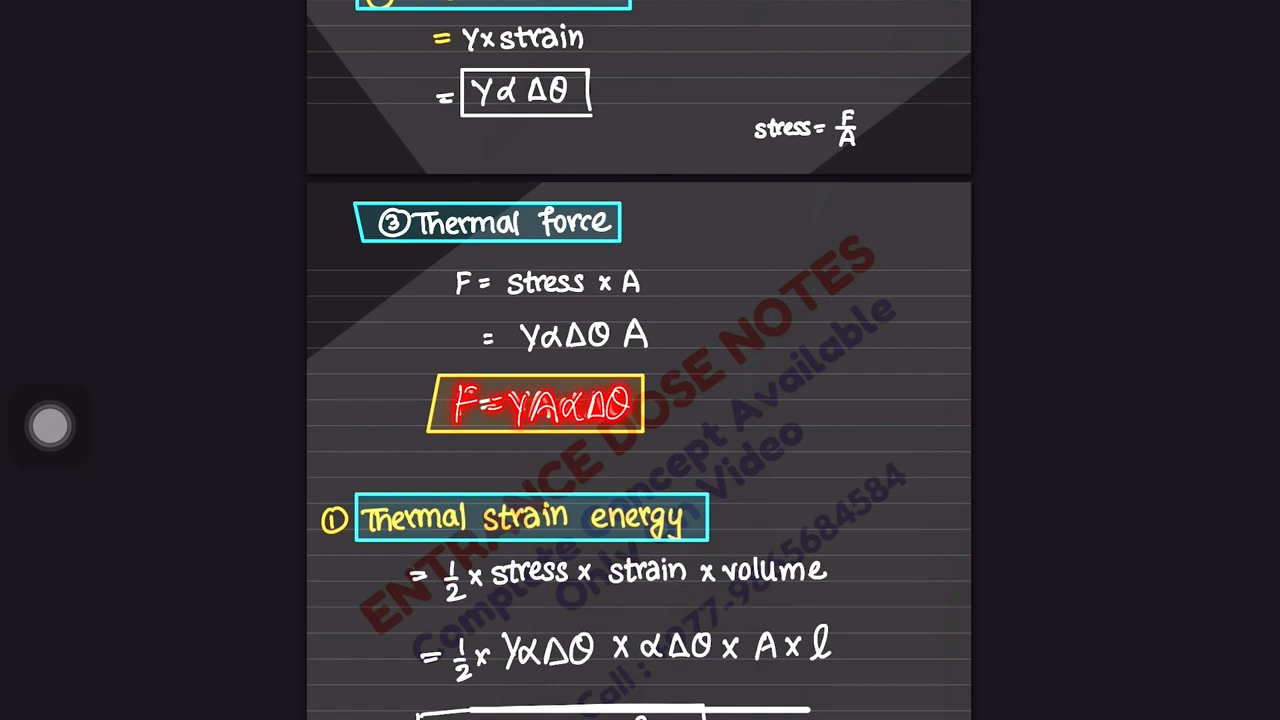 = Y×strain
= Yα Δθ
stress = F/A
③ Thermal force
F = stress × A
= YαΔθ A
F = YAαΔθ
① Thermal strain energy
= 1/2 × stress × strain × volume
= 1/2 × YαΔθ × αΔθ × A × l
ENTRANCE DOSE NOTES
Complete Concept Available
Only in Video
Call :